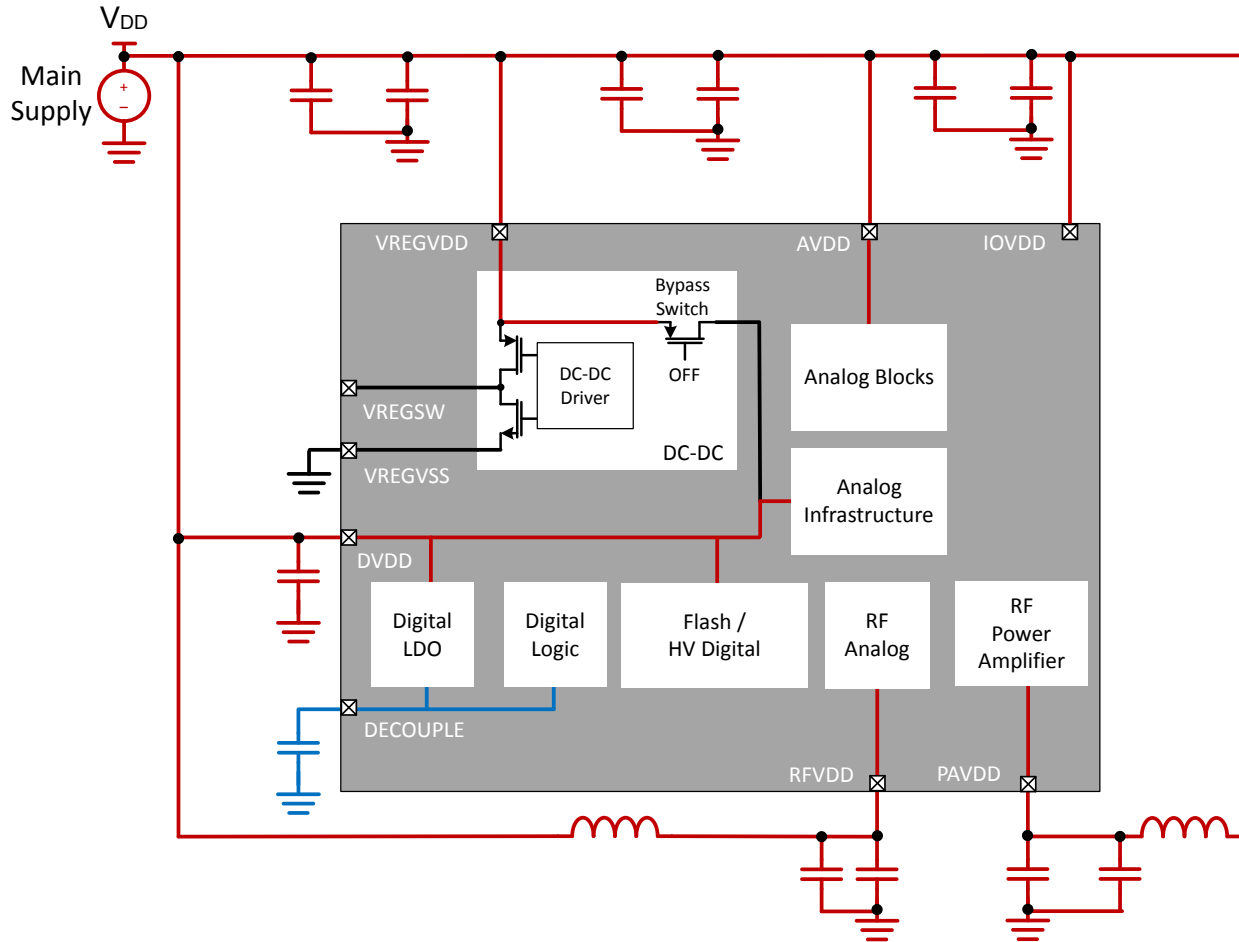 VDD
Main
Supply
+
−
VREGVDD
AVDD
IOVDD
Bypass
Switch
OFF
DC-DC
Driver
DC-DC
VREGSW
VREGVSS
Analog Blocks
Analog
Infrastructure
DVDD
Digital
LDO
Digital
Logic
Flash /
HV Digital
RF
Analog
RF
Power
Amplifier
DECOUPLE
RFVDD
PAVDD